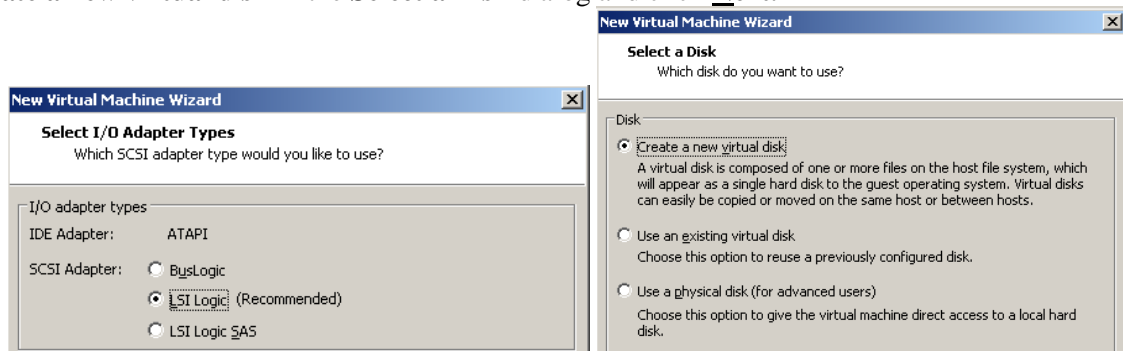 New Virtual Machine Wizard
Select I/O Adapter Types
Which SCSI adapter type would you like to use?
I/O adapter types
IDE Adapter: ATAPI
SCSI Adapter: BusLogic
LSI Logic (Recommended)
LSI Logic SAS
New Virtual Machine Wizard
Select a Disk
Which disk do you want to use?
Disk
Create a new virtual disk
A virtual disk is composed of one or more files on the host file system, which
will appear as a single hard disk to the guest operating system. Virtual disks
can easily be copied or moved on the same host or between hosts.
Use an existing virtual disk
Choose this option to reuse a previously configured disk.
Use a physical disk (for advanced users)
Choose this option to give the virtual machine direct access to a local hard
disk.